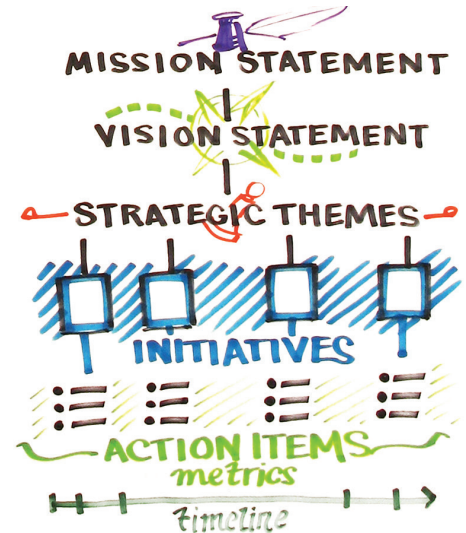 MISSION STATEMENT
VISION STATEMENT
STRATEGIC THEMES
INITIATIVES
ACTION ITEMS
metrics
timeline